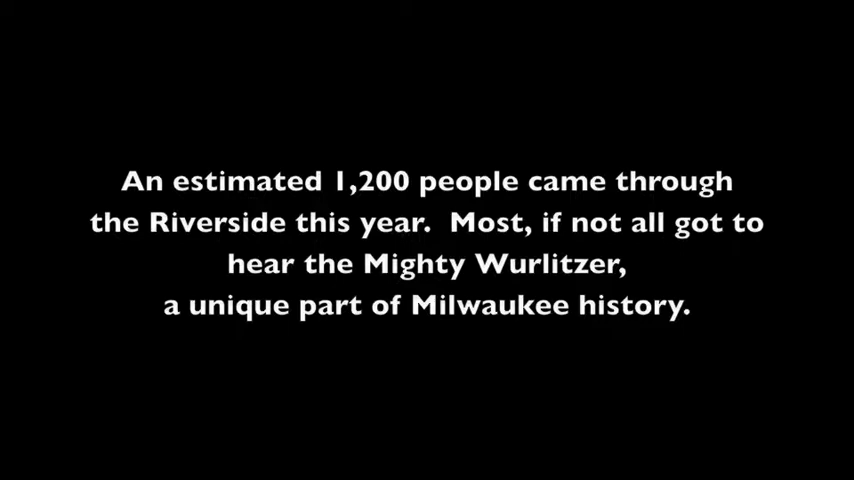 An estimated 1,200 people came through
the Riverside this year.  Most, if not all got to
hear the Mighty Wurlitzer,
a unique part of Milwaukee history.